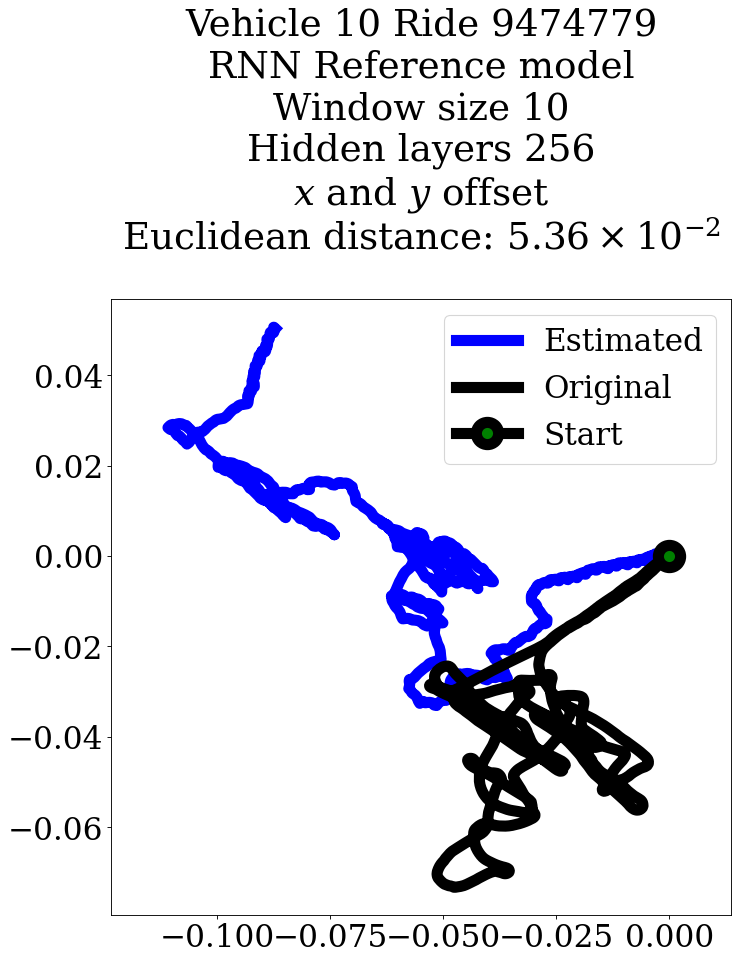 Vehicle 10 Ride 9474779
RNN Reference model
Window size 10
Hidden layers 256
x and y offset
Euclidean distance: 5.36 × 10⁻²
Estimated
Original
Start
0.04
0.02
0.00
−0.02
−0.04
−0.06
−0.100 −0.075 −0.050 −0.025 0.000